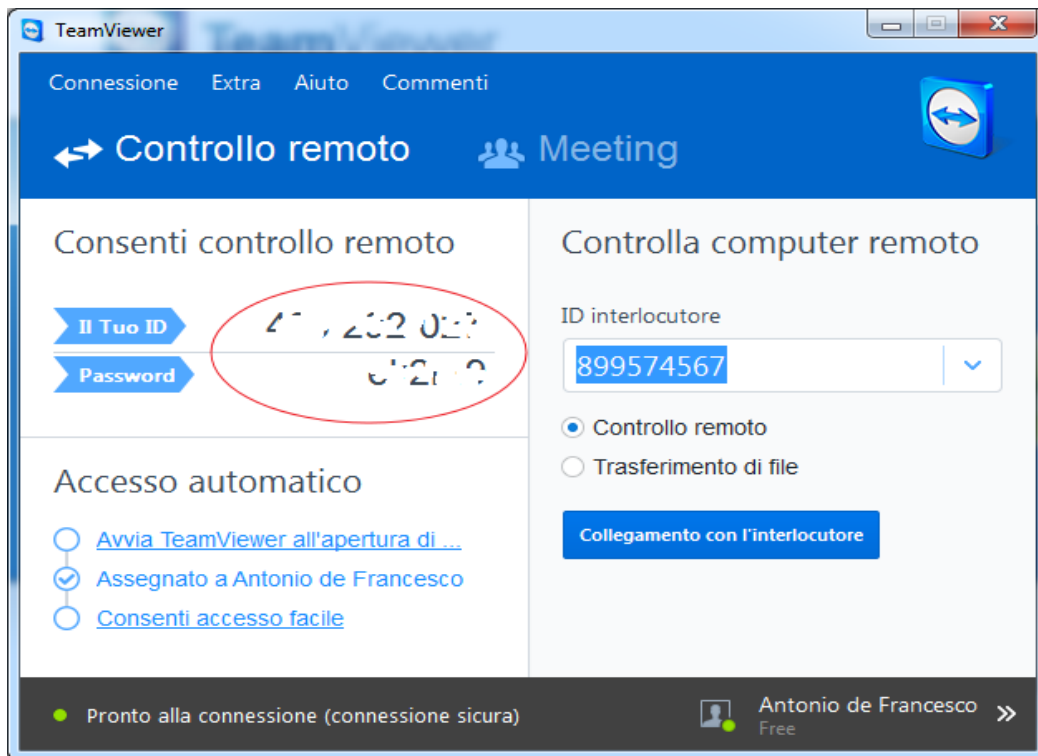 TeamViewer
TeamViewer
Connessione Extra Aiuto Commenti
Controllo remoto Meeting
Consenti controllo remoto
Il Tuo ID
Password
Accesso automatico
Avvia TeamViewer all'apertura di ...
Assegnato a Antonio de Francesco
Consenti accesso facile
Controlla computer remoto
ID interlocutore
899574567
Controllo remoto
Trasferimento di file
Collegamento con l'interlocutore
Pronto alla connessione (connessione sicura)
Antonio de Francesco
Free